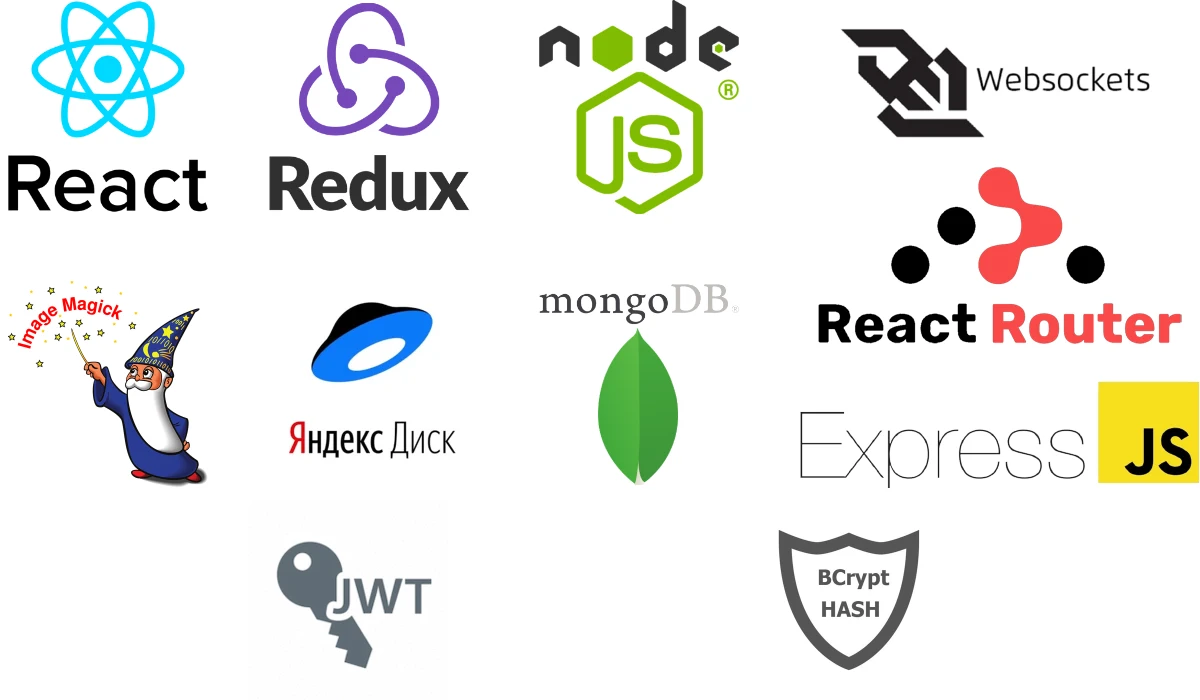 React
Redux
node
®
JS
Websockets
Image Magick
Яндекс Диск
mongoDB®
React Router
Express
JS
JWT
BCrypt
HASH